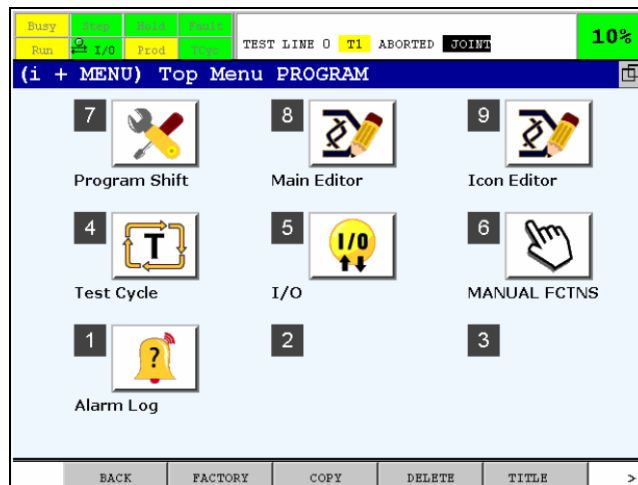 Busy Step Hold Fault
Run I/O Prod TCyc
TEST LINE 0 T1 ABORTED JOINT
10%
(i + MENU) Top Menu PROGRAM
7 8 9
Program Shift Main Editor Icon Editor
4 T 5 I/O 6
Test Cycle I/O MANUAL FCTNS
1 ? 2 3
Alarm Log
BACK FACTORY COPY DELETE TITLE >